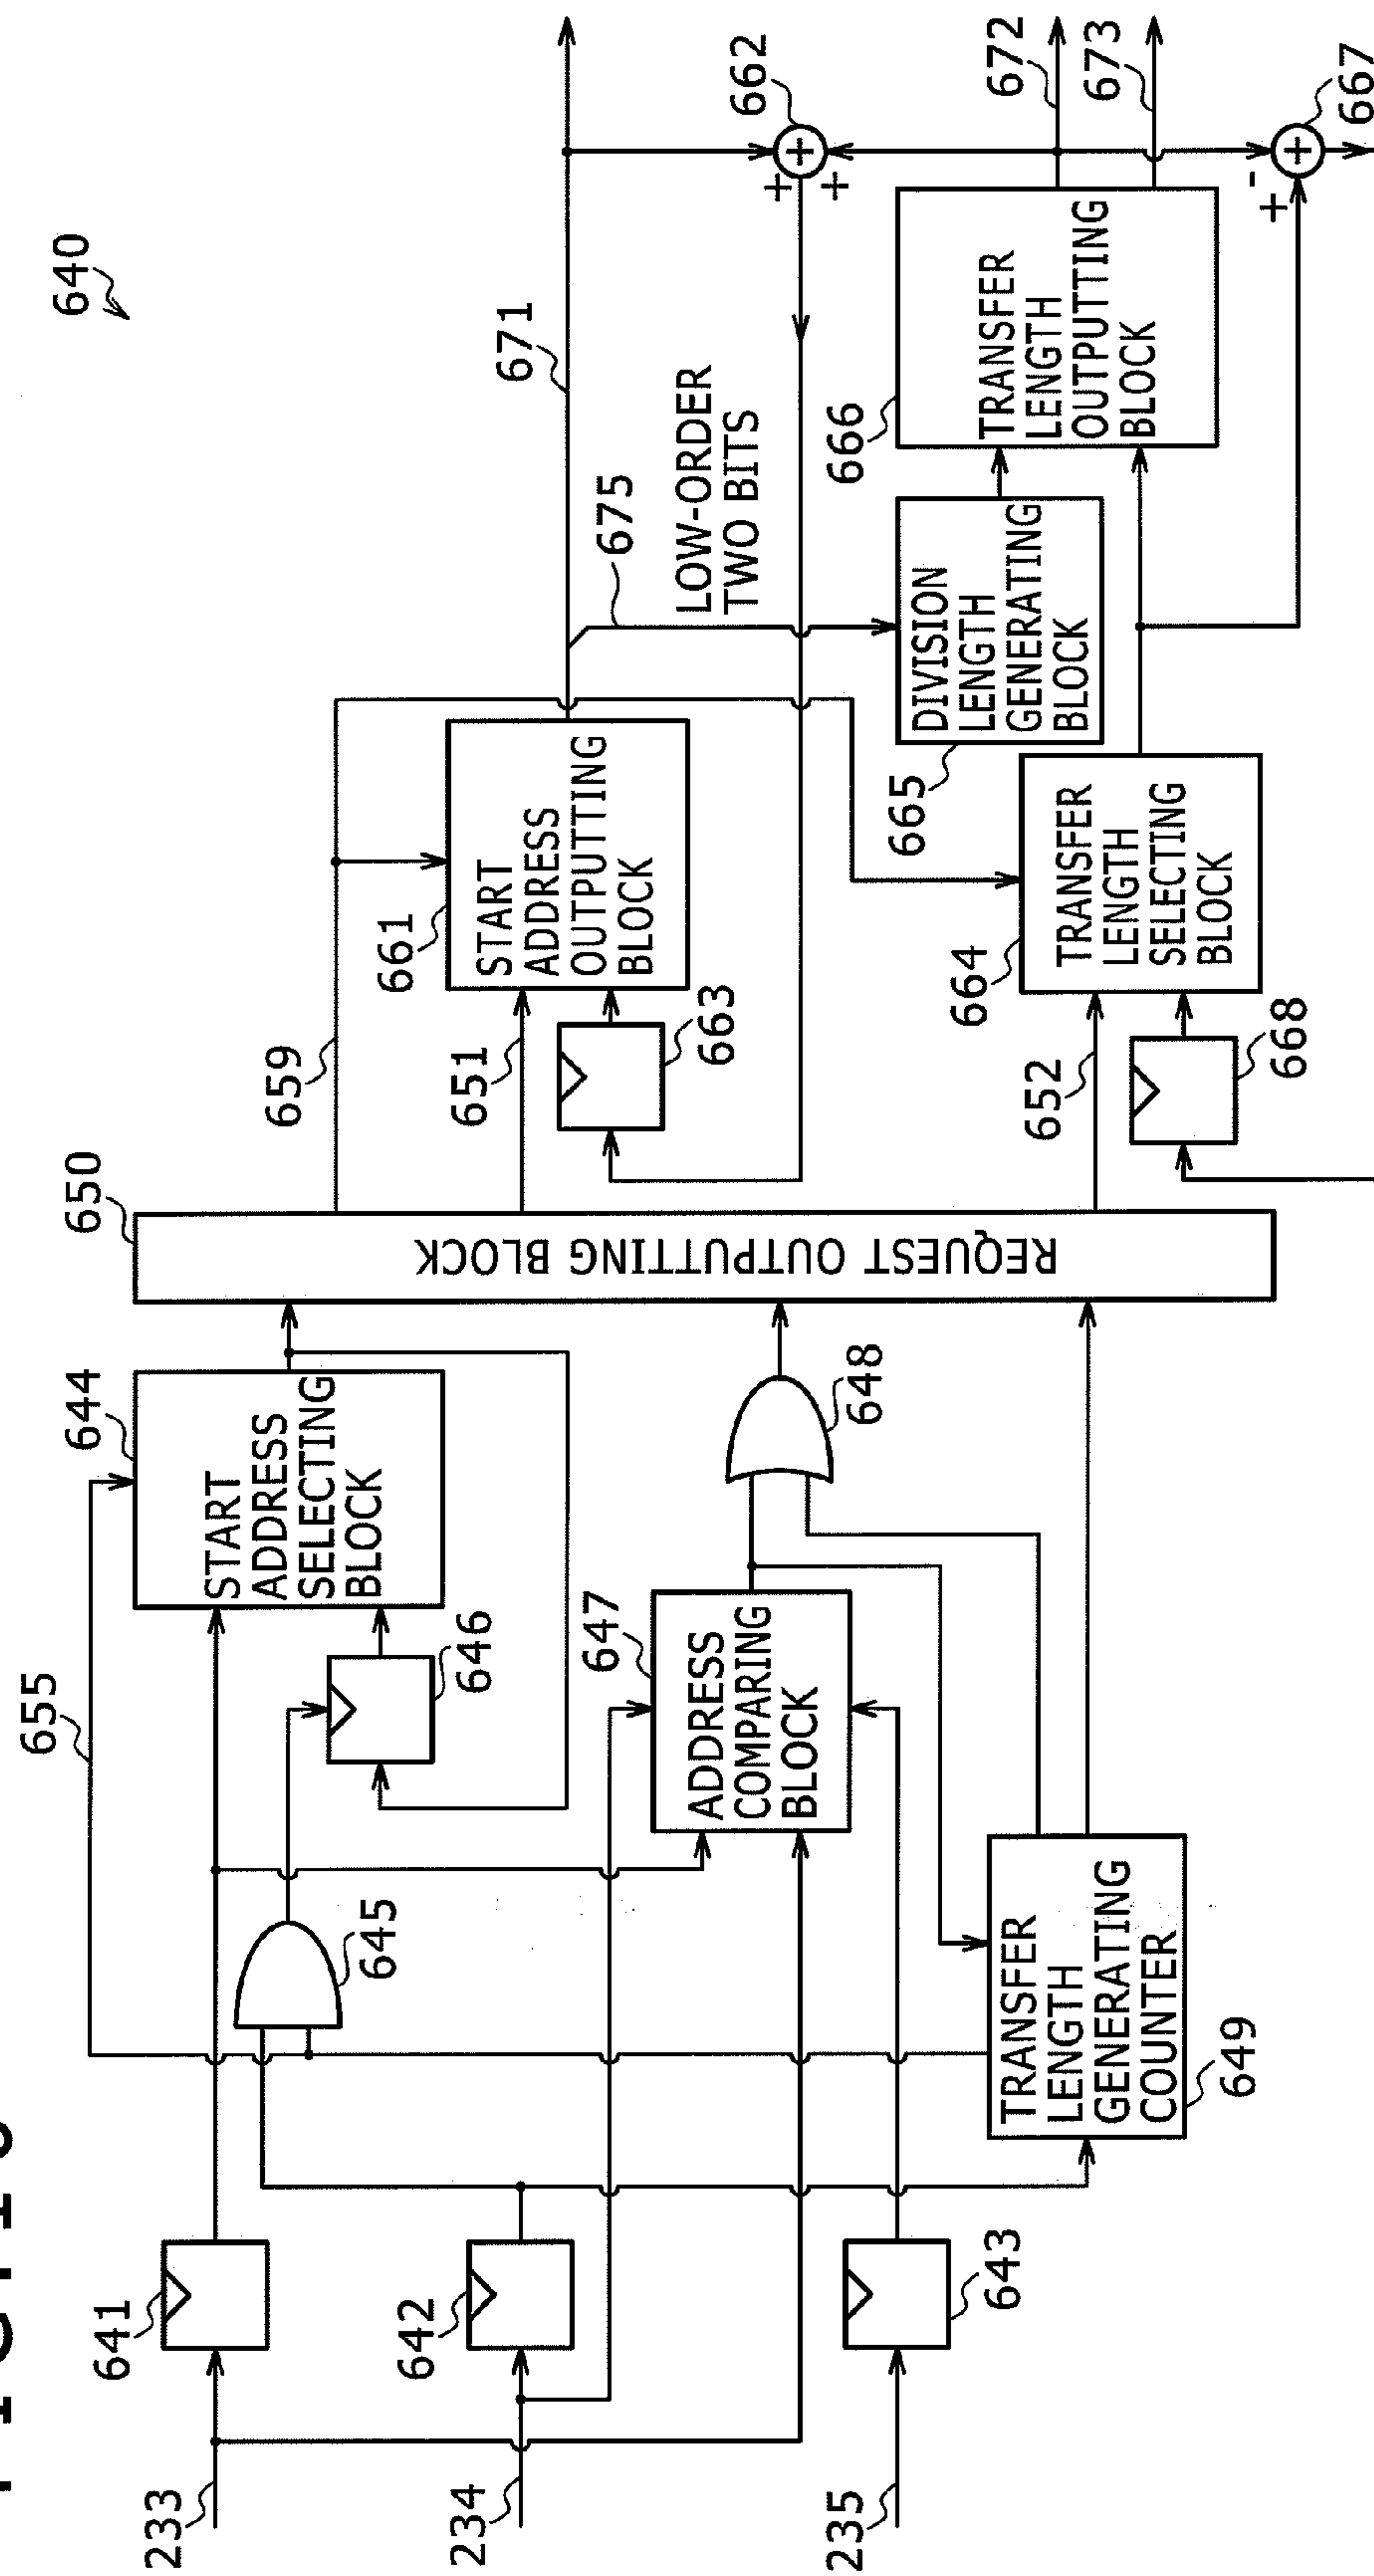 640
655
644
START
ADDRESS
SELECTING
BLOCK
650
REQUEST OUTPUTTING BLOCK
659
661
START
ADDRESS
OUTPUTTING
BLOCK
671
651
663
675
LOW-ORDER
TWO BITS
662
+
+
+
641
233
645
646
642
234
647
ADDRESS
COMPARING
BLOCK
648
643
235
649
TRANSFER
LENGTH
GENERATING
COUNTER
652
664
TRANSFER
LENGTH
SELECTING
BLOCK
668
665
DIVISION
LENGTH
GENERATING
BLOCK
666
TRANSFER
LENGTH
OUTPUTTING
BLOCK
672
673
-
+
+
667